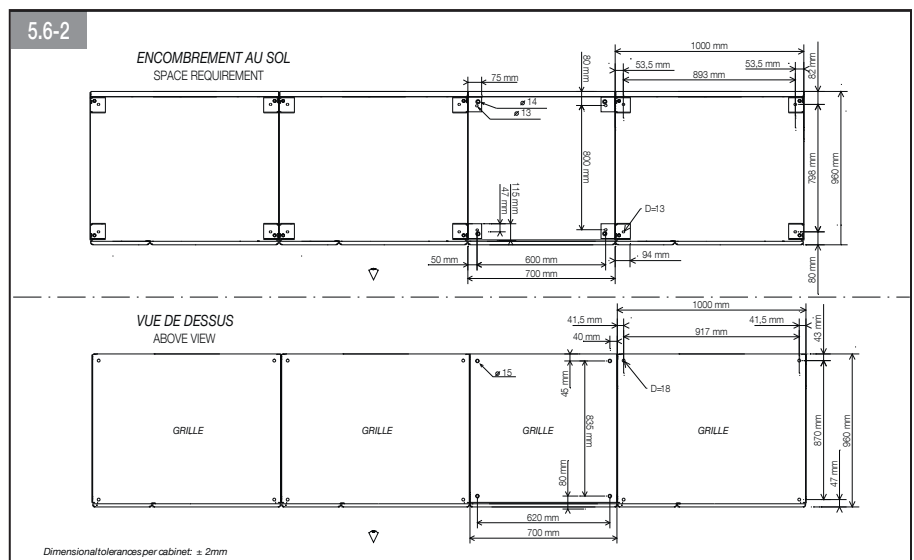 5.6-2
ENCOMBREMENT AU SOL
SPACE REQUIREMENT
1000 mm
53,5 mm
53,5 mm
893 mm
82 mm
80 mm
75 mm
ø 14
ø 13
800 mm
798 mm
960 mm
115 mm
47 mm
D=13
50 mm
600 mm
94 mm
700 mm
80 mm
VUE DE DESSUS
ABOVE VIEW
1000 mm
41,5 mm
41,5 mm
917 mm
43 mm
40 mm
ø 15
45 mm
D=18
GRILLE
GRILLE
GRILLE
GRILLE
835 mm
870 mm
960 mm
80 mm
47 mm
620 mm
700 mm
Dimensional tolerances per cabinet: ± 2mm